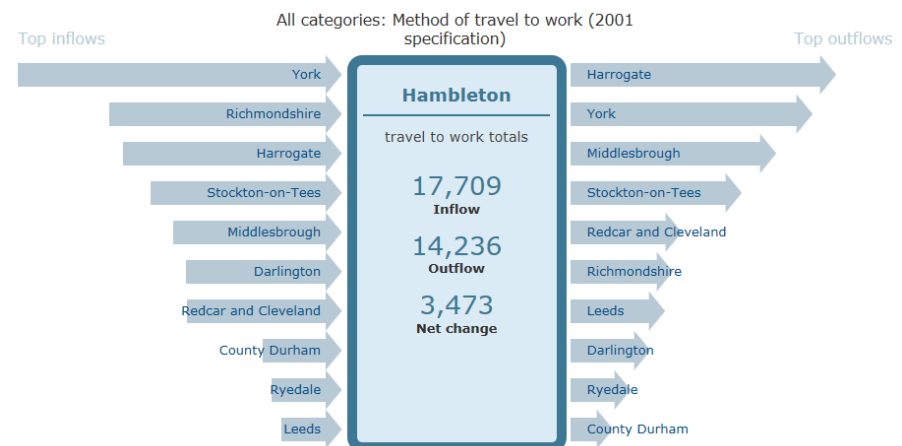 All categories: Method of travel to work (2001
specification)
Top inflows
Top outflows
York
Richmondshire
Harrogate
Stockton-on-Tees
Middlesbrough
Darlington
Redcar and Cleveland
County Durham
Ryedale
Leeds
Hambleton
travel to work totals
17,709
Inflow
14,236
Outflow
3,473
Net change
Harrogate
York
Middlesbrough
Stockton-on-Tees
Redcar and Cleveland
Richmondshire
Leeds
Darlington
Ryedale
County Durham